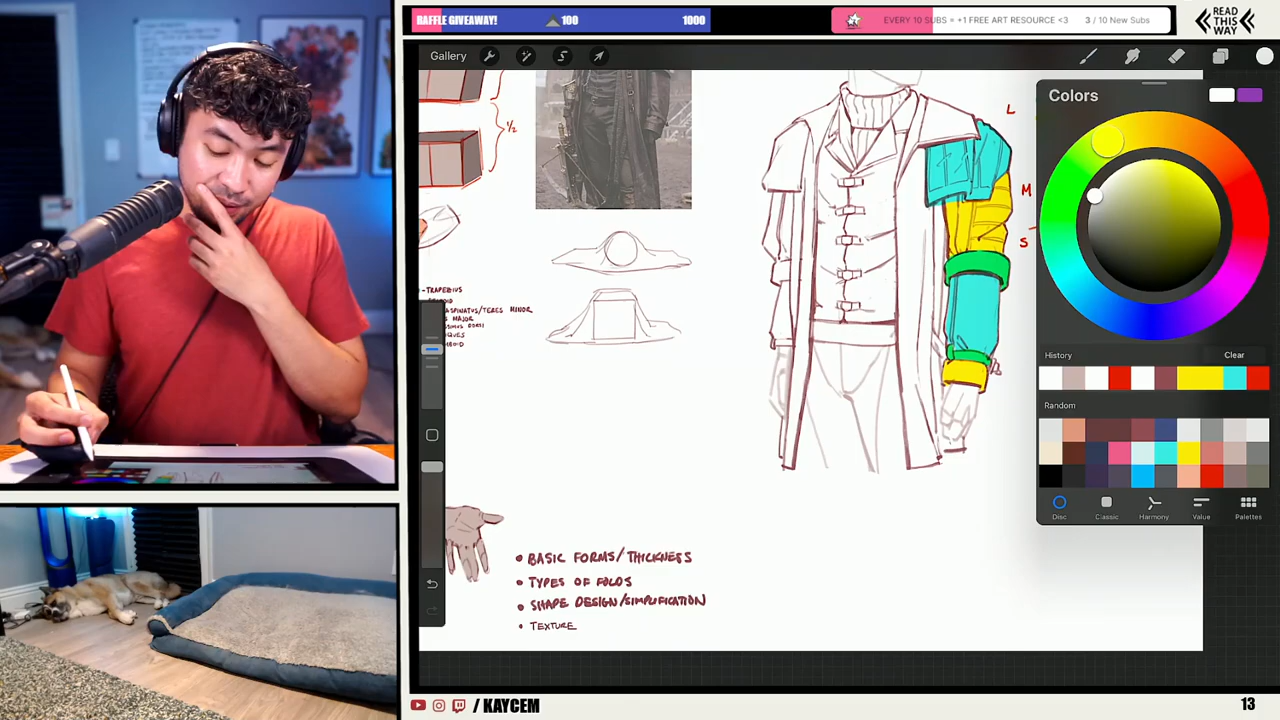 RAFFLE GIVEAWAY!
100
1000
EVERY 10 SUBS = +1 FREE ART RESOURCE <3
3 / 10 New Subs
READ
THIS
WAY
Gallery
Colors
1/2
L
M
S
- TRAPEZIUS
MAJOR
• BASIC FORMS/THICKNESS
• TYPES OF FOLDS
• SHAPE DESIGN/SIMPLIFICATION
• TEXTURE
History
Clear
Random
Disc
Classic
Harmony
Value
Palettes
/ KAYCEM
13